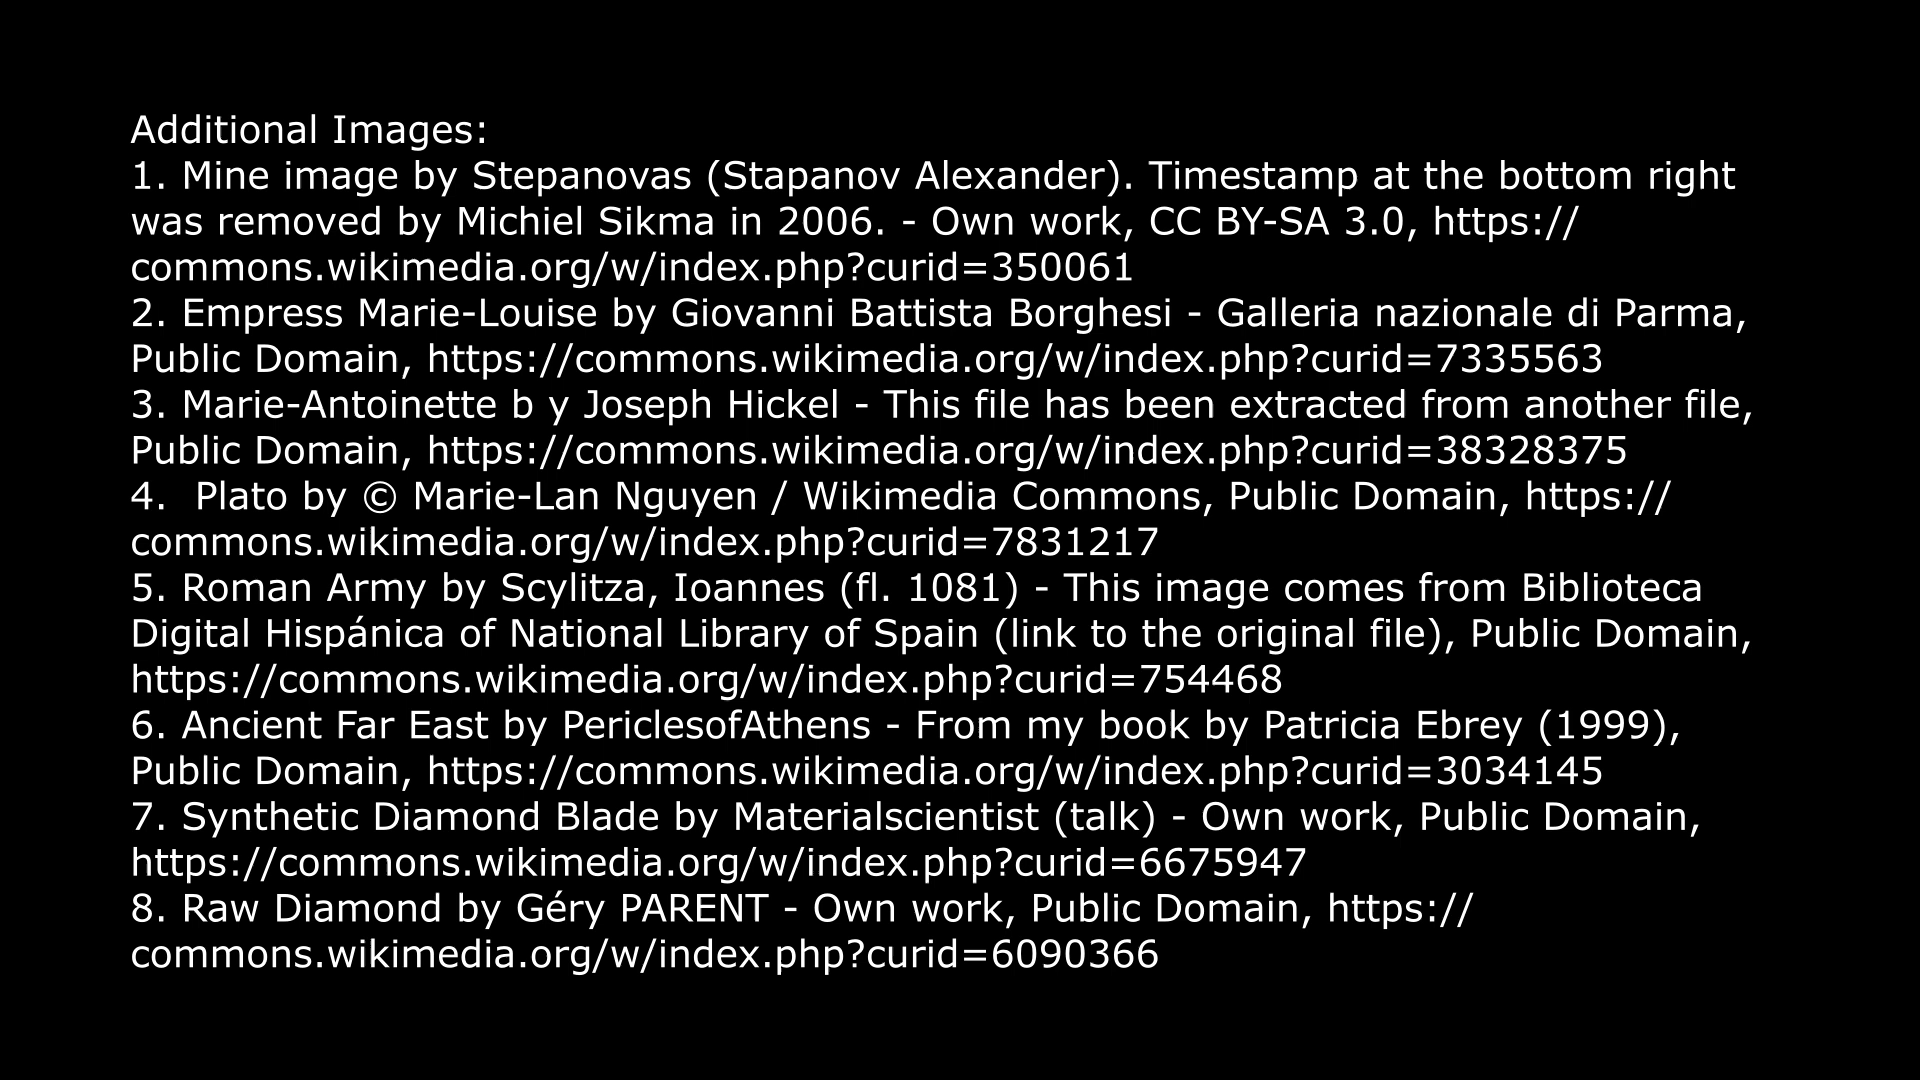 Additional Images:
1. Mine image by Stepanovas (Stapanov Alexander). Timestamp at the bottom right
was removed by Michiel Sikma in 2006. - Own work, CC BY-SA 3.0, https://
commons.wikimedia.org/w/index.php?curid=350061
2. Empress Marie-Louise by Giovanni Battista Borghesi - Galleria nazionale di Parma,
Public Domain, https://commons.wikimedia.org/w/index.php?curid=7335563
3. Marie-Antoinette b y Joseph Hickel - This file has been extracted from another file,
Public Domain, https://commons.wikimedia.org/w/index.php?curid=38328375
4.  Plato by © Marie-Lan Nguyen / Wikimedia Commons, Public Domain, https://
commons.wikimedia.org/w/index.php?curid=7831217
5. Roman Army by Scylitza, Ioannes (fl. 1081) - This image comes from Biblioteca
Digital Hispánica of National Library of Spain (link to the original file), Public Domain,
https://commons.wikimedia.org/w/index.php?curid=754468
6. Ancient Far East by PericlesofAthens - From my book by Patricia Ebrey (1999),
Public Domain, https://commons.wikimedia.org/w/index.php?curid=3034145
7. Synthetic Diamond Blade by Materialscientist (talk) - Own work, Public Domain,
https://commons.wikimedia.org/w/index.php?curid=6675947
8. Raw Diamond by Géry PARENT - Own work, Public Domain, https://
commons.wikimedia.org/w/index.php?curid=6090366